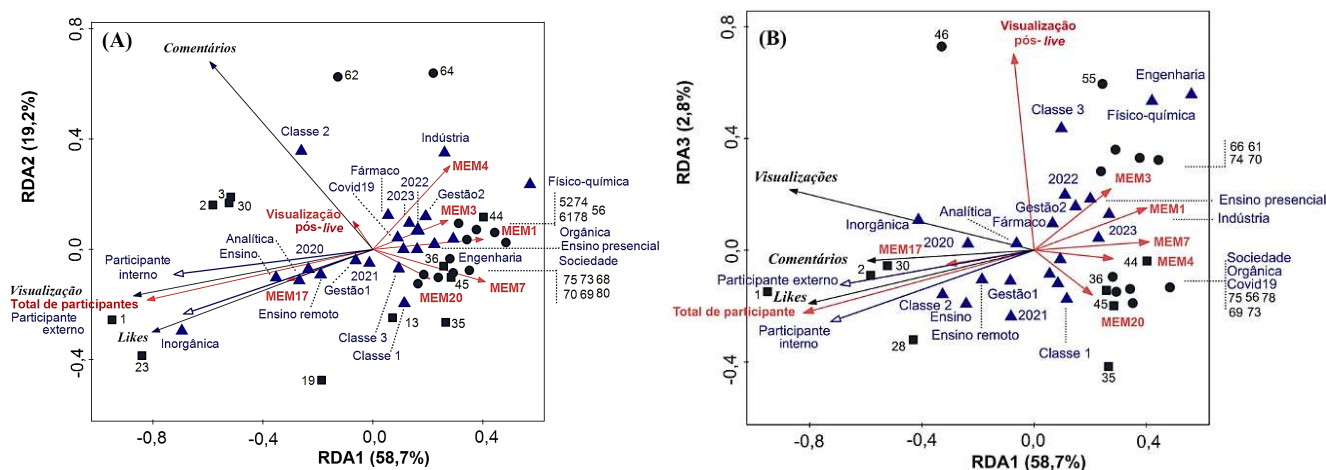 (A)
RDA2 (19,2%)
0,8
0,4
0,0
-0,4
-0,8
-0,4
0,0
0,4
RDA1 (58,7%)
Comentários
62
64
Classe 2
Indústria
MEM4
Fármaco
2022
Covid19
2023
Gestão2
Físico-química
MEM3
44
5274
56
6178
Orgânica
MEM1
Ensino presencial
Sociedade
3
2
30
Visualização
pós-live
Analítica
2020
Ensino
Participante
interno
Engenharia
36
45
MEM7
75 73 68
70 69 80
MEM17
2021
Gestão1
MEM20
Visualização
Total de participantes
Participante
externo
Ensino remoto
1
Likes
Inorgânica
13
35
Classe 3
Classe 1
23
19
(B)
RDA3 (2,8%)
0,8
0,4
0,0
-0,4
-0,8
-0,4
0,0
0,4
RDA1 (58,7%)
46
Visualização
pós-live
55
Engenharia
Físico-química
Classe 3
66 61
74 70
Visualizações
2022
MEM3
Ensino presencial
Inorgânica
Analítica
Gestão2
Fármaco
MEM1
Indústria
2023
2020
MEM17
MEM7
Comentários
2
30
MEM4
44
Participante externo
36
Sociedade
Orgânica
Covid19
1
Likes
Classe 2
Gestão1
45
75 56 78
69 73
Total de participantes
Ensino
2021
MEM20
Participante
interno
Ensino remoto
28
Classe 1
35